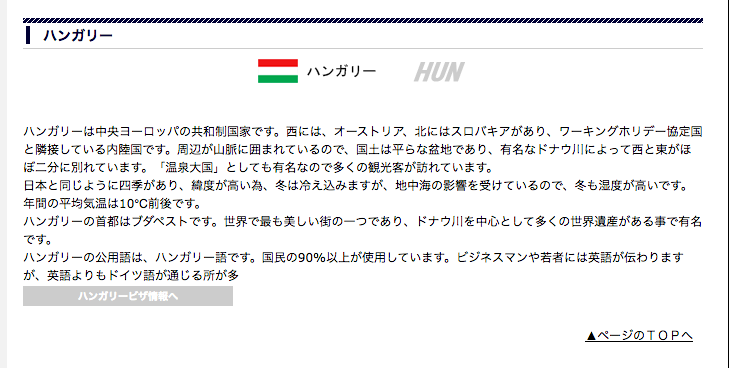 ハンガリー
ハンガリー HUN
ハンガリーは中央ヨーロッパの共和制国家です。西には、オーストリア、北にはスロバキアがあり、ワーキングホリデー協定国
と隣接している内陸国です。周辺が山脈に囲まれているので、国土は平らな盆地であり、有名なドナウ川によって西と東がほ
ぼ二分に別れています。「温泉大国」としても有名なので多くの観光客が訪れています。
日本と同じように四季があり、緯度が高い為、冬は冷え込みますが、地中海の影響を受けているので、冬も湿度が高いです。
年間の平均気温は10℃前後です。
ハンガリーの首都はブダペストです。世界で最も美しい街の一つであり、ドナウ川を中心として多くの世界遺産がある事で有名
です。
ハンガリーの公用語は、ハンガリー語です。国民の90%以上が使用しています。ビジネスマンや若者には英語が伝わります
が、英語よりもドイツ語が通じる所が多
ハンガリービザ情報へ
▲ページのＴＯＰへ